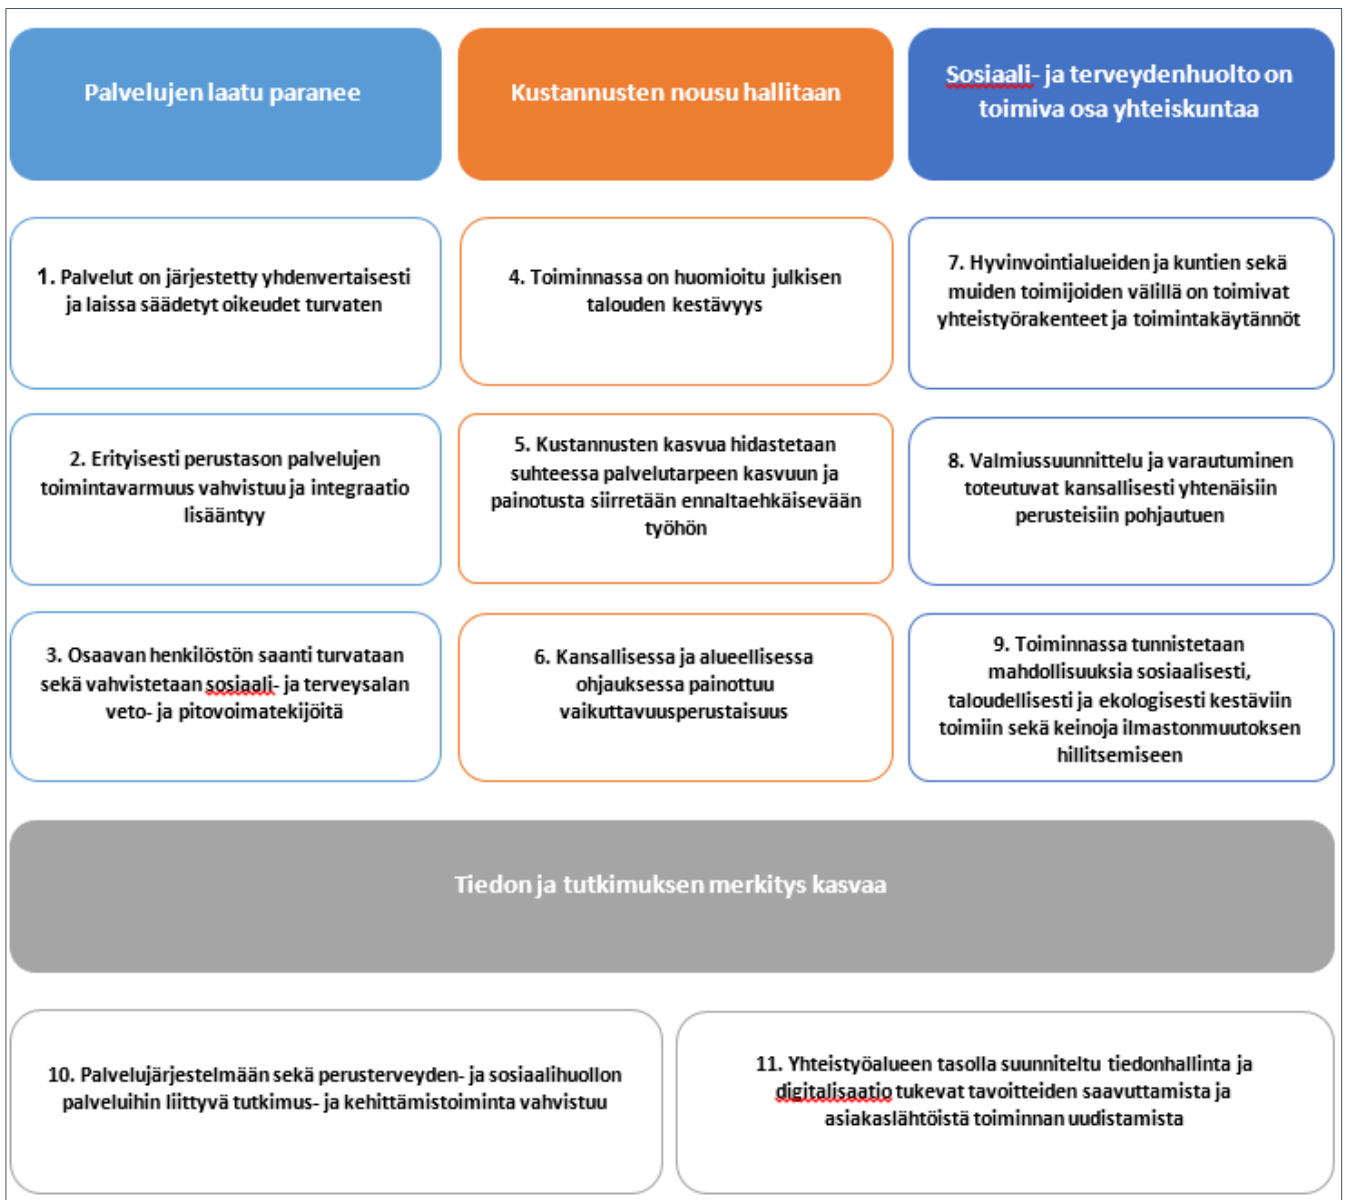 Palvelujen laatu paranee
Kustannusten nousu hallitaan
Sosiaali- ja terveydenhuolto on
toimiva osa yhteiskuntaa
1. Palvelut on järjestetty yhdenvertaisesti
ja laissa säädetyt oikeudet turvaten
4. Toiminnassa on huomioitu julkisen
talouden kestävyys
7. Hyvinvointialueiden ja kuntien sekä
muiden toimijoiden välillä on toimivat
yhteistyörakenteet ja toimintakäytännöt
2. Erityisesti perustason palvelujen
toimintavarmuus vahvistuu ja integraatio
lisääntyy
5. Kustannusten kasvua hidastetaan
suhteessa palvelutarpeen kasvuun ja
painotusta siirretään ennaltaehkäisevään
työhön
8. Valmiussuunnittelu ja varautuminen
toteutuvat kansallisesti yhtenäisiin
perusteisiin pohjautuen
3. Osaavan henkilöstön saanti turvataan
sekä vahvistetaan sosiaali- ja terveysalan
veto- ja pitovoimatekijöitä
6. Kansallisessa ja alueellisessa
ohjauksessa painottuu
vaikuttavuusperustaisuus
9. Toiminnassa tunnistetaan
mahdollisuuksia sosiaalisesti,
taloudellisesti ja ekologisesti kestäviin
toimiin sekä keinoja ilmastonmuutoksen
hillitsemiseen
Tiedon ja tutkimuksen merkitys kasvaa
10. Palvelujärjestelmään sekä perusterveyden- ja sosiaalihuollon
palveluihin liittyvä tutkimus- ja kehittämistoiminta vahvistuu
11. Yhteistyöalueen tasolla suunniteltu tiedonhallinta ja
digitalisaatio tukevat tavoitteiden saavuttamista ja
asiakaslähtöistä toiminnan uudistamista